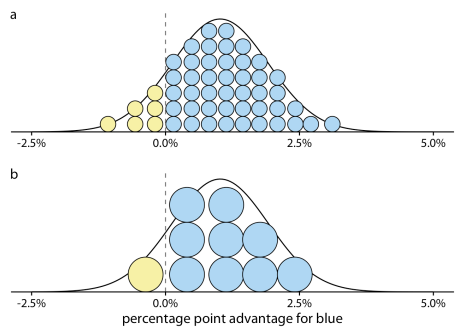 a
-2.5% 0.0% 2.5% 5.0%
b
-2.5% 0.0% 2.5% 5.0%
percentage point advantage for blue